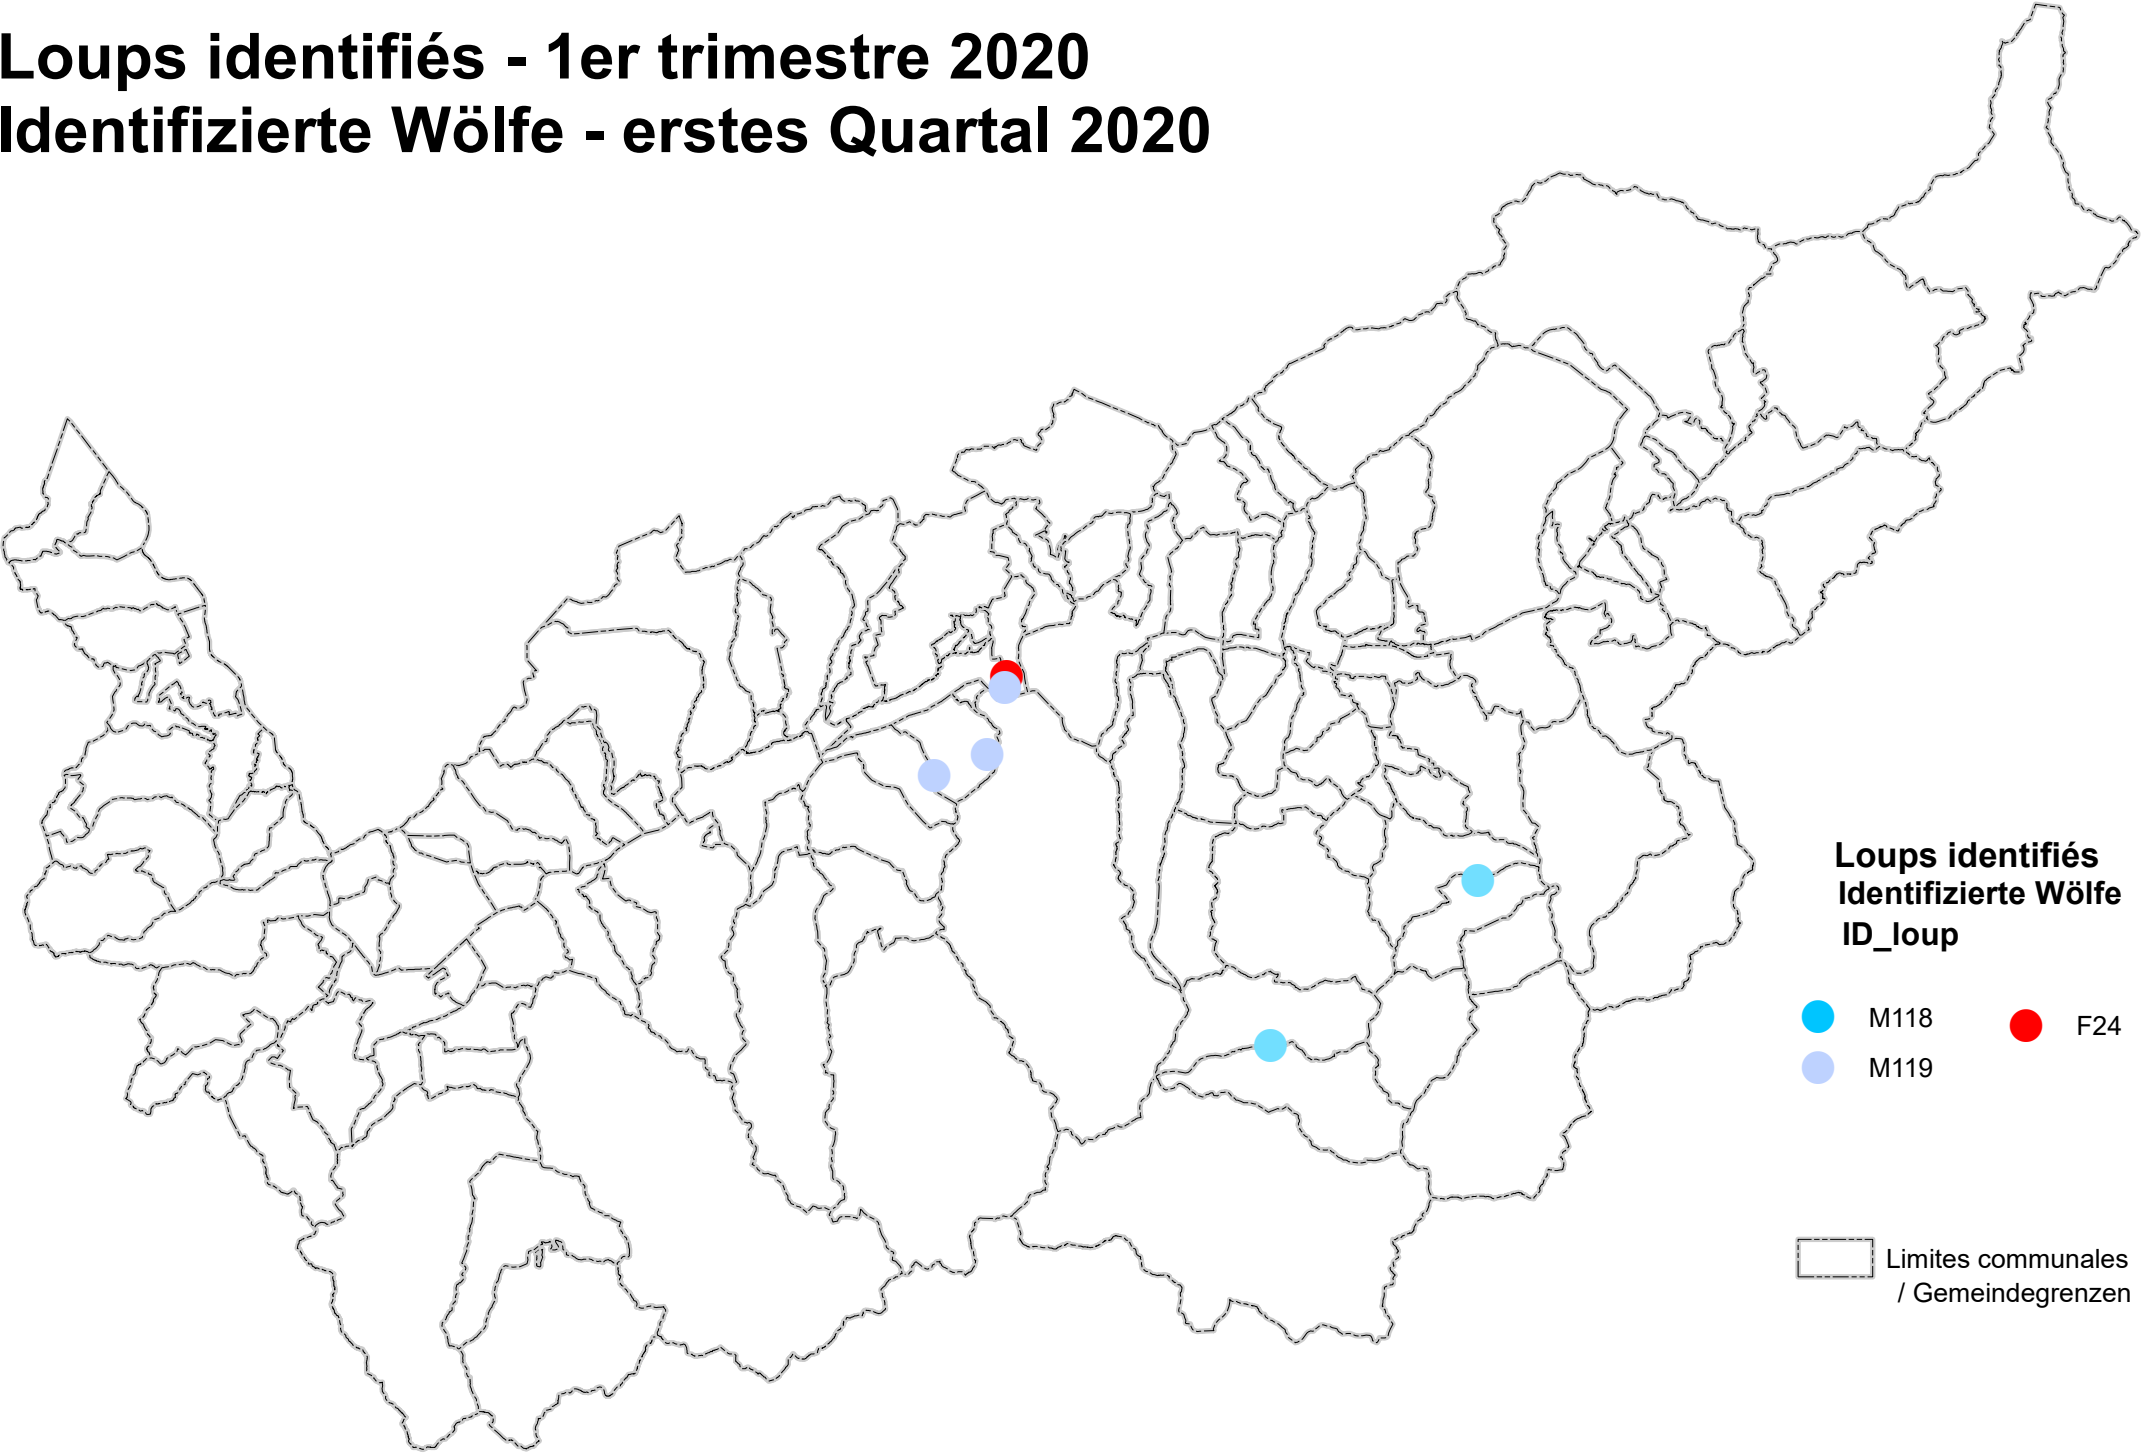 Loups identifiés - 1er trimestre 2020
Identifizierte Wölfe - erstes Quartal 2020
Loups identifiés
Identifizierte Wölfe
ID_loup
M118
F24
M119
Limites communales
/ Gemeindegrenzen